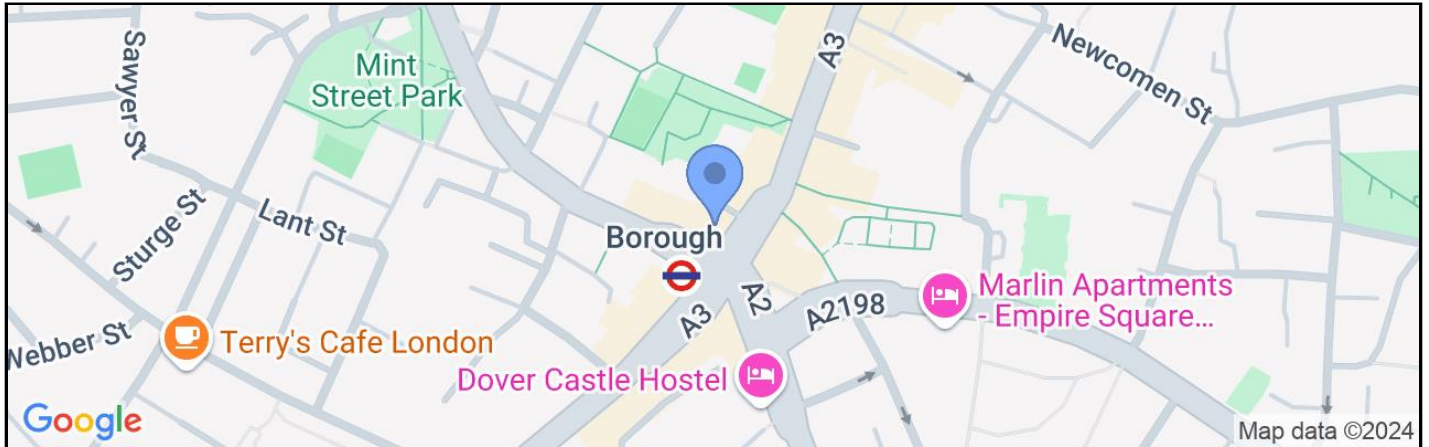 Sawyer St
Mint
Street Park
A3
Newcomen St
Sturge St
Lant St
Borough
A3
A2
A2198
Marlin Apartments
- Empire Square...
Webber St
Terry's Cafe London
Dover Castle Hostel
Google
Map data ©2024